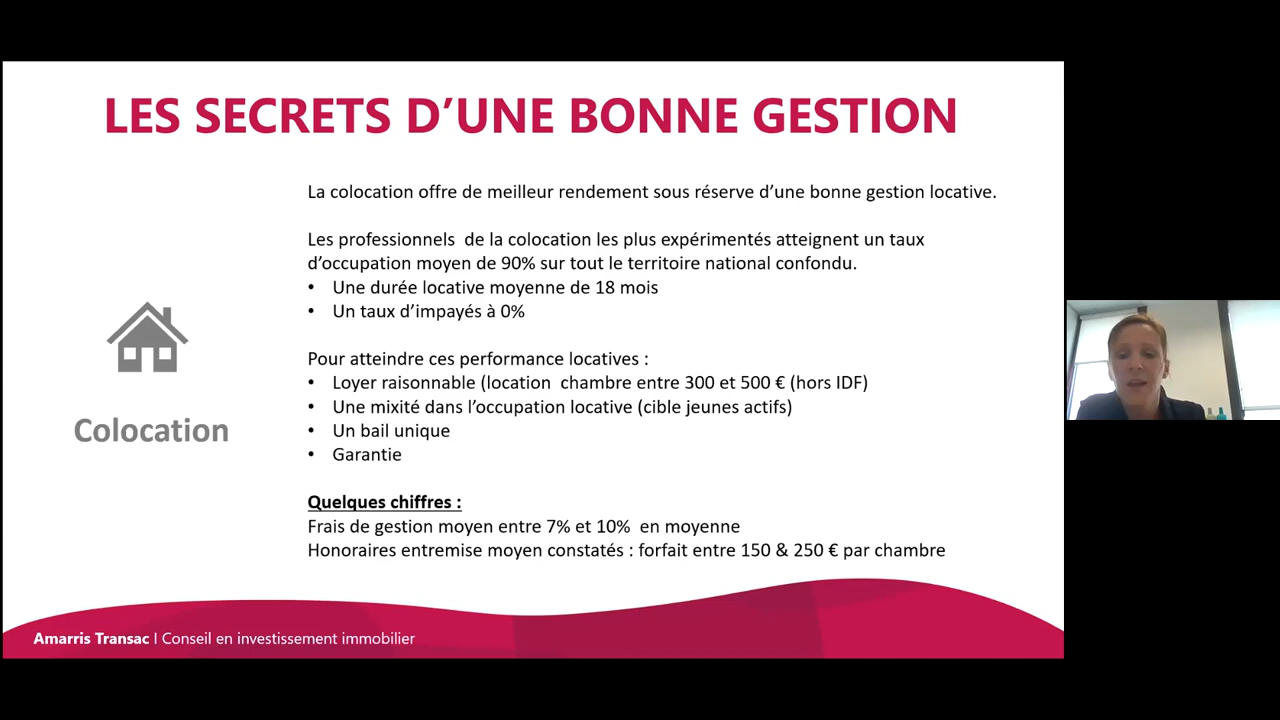 LES SECRETS D’UNE BONNE GESTION
La colocation offre de meilleur rendement sous réserve d’une bonne gestion locative.
Les professionnels de la colocation les plus expérimentés atteignent un taux
d’occupation moyen de 90% sur tout le territoire national confondu.
• Une durée locative moyenne de 18 mois
• Un taux d’impayés à 0%
Pour atteindre ces performance locatives :
• Loyer raisonnable (location chambre entre 300 et 500 € (hors IDF)
• Une mixité dans l’occupation locative (cible jeunes actifs)
• Un bail unique
• Garantie
Colocation
Quelques chiffres :
Frais de gestion moyen entre 7% et 10% en moyenne
Honoraires entremise moyen constatés : forfait entre 150 & 250 € par chambre
Amarris Transac l Conseil en investissement immobilier